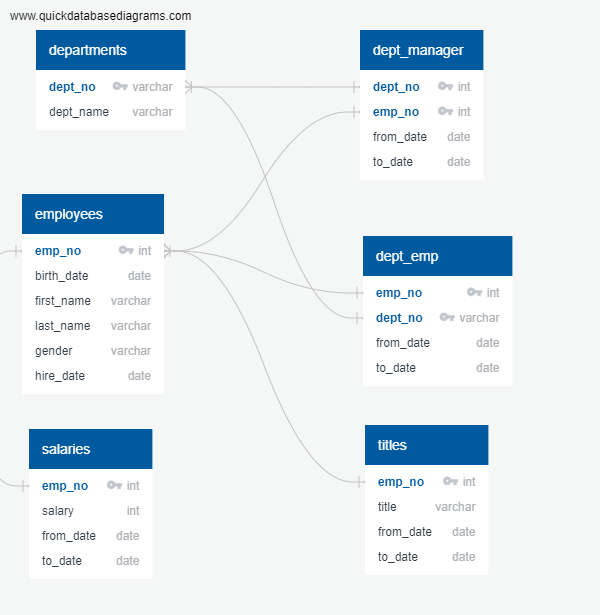 www.quickdatabasediagrams.com
departments
dept_no varchar
dept_name varchar
dept_manager
dept_no int
emp_no int
from_date date
to_date date
employees
emp_no int
birth_date date
first_name varchar
last_name varchar
gender varchar
hire_date date
dept_emp
emp_no int
dept_no varchar
from_date date
to_date date
salaries
emp_no int
salary int
from_date date
to_date date
titles
emp_no int
title varchar
from_date date
to_date date